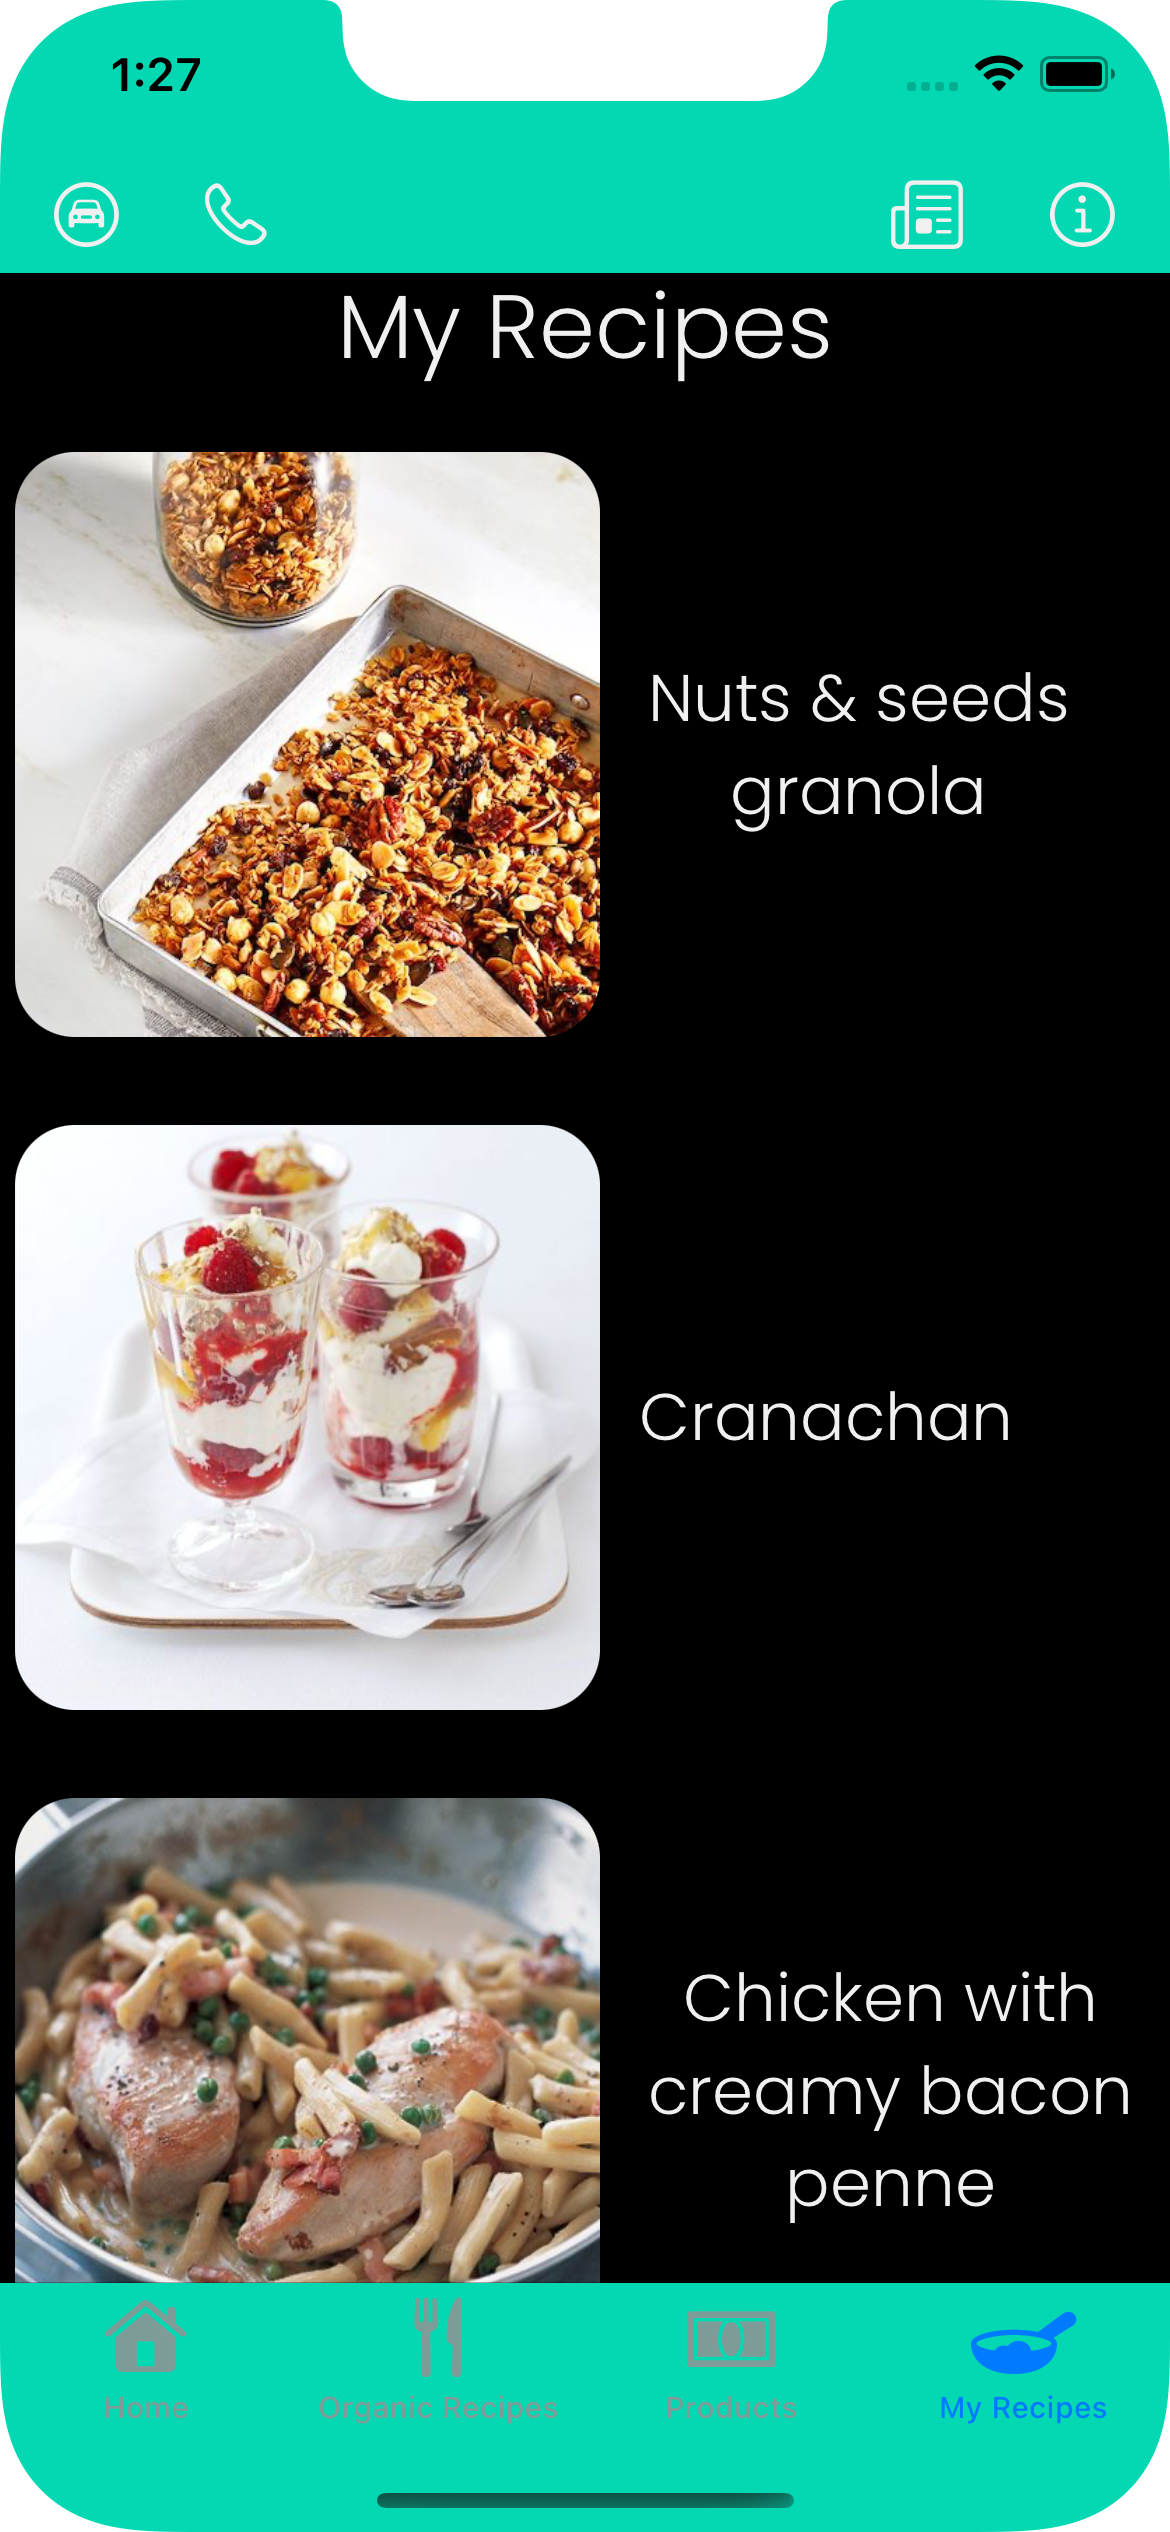 1:27
My Recipes
Nuts & seeds
granola
Cranachan
Chicken with
creamy bacon
penne
Home
Organic Recipes
Products
My Recipes